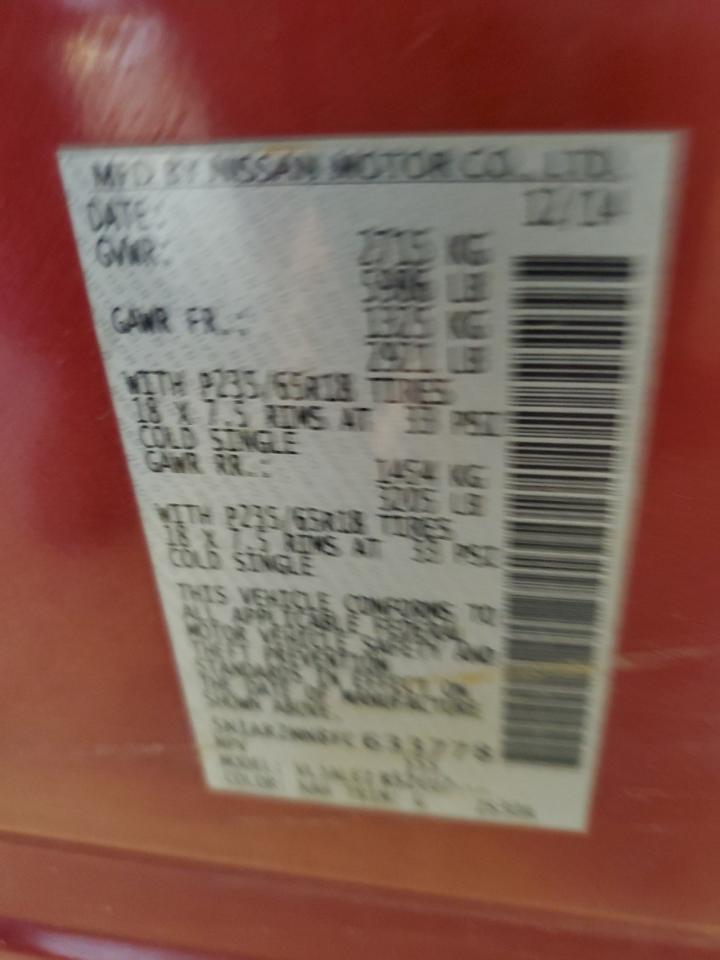 MFD BY NISSAN MOTOR CO., LTD.
DATE: 12/14
GVWR: 2715 KG
5986 LB
GAWR FR.: 1325 KG
2921 LB
WITH P235/65R18 TIRES
18 X 7.5 RIMS AT 33 PSI
COLD SINGLE
GAWR RR.: 1454 KG
3205 LB
WITH P235/65R18 TIRES
18 X 7.5 RIMS AT 33 PSI
COLD SINGLE
THIS VEHICLE CONFORMS TO
ALL APPLICABLE FEDERAL
MOTOR VEHICLE SAFETY AND
THEFT PREVENTION
STANDARDS IN EFFECT ON
THE DATE OF MANUFACTURE
SHOWN ABOVE.
633778
MPV
MODEL:
COLOR: TRIM: G